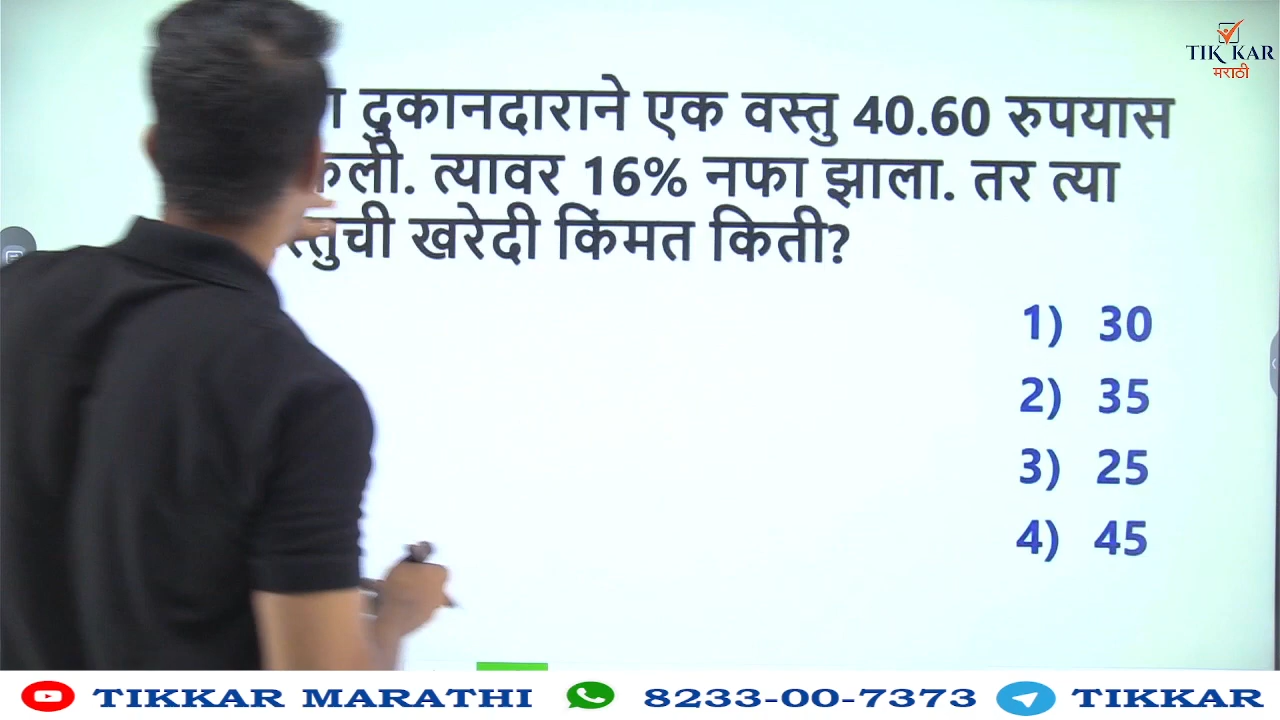 TIK KAR
मराठी
दुकानदाराने एक वस्तु 40.60 रुपयास
त्यावर 16% नफा झाला. तर त्या
खरेदी किंमत किती?
1) 30
2) 35
3) 25
4) 45
TIKKAR MARATHI 8233-00-7373 TIKKAR